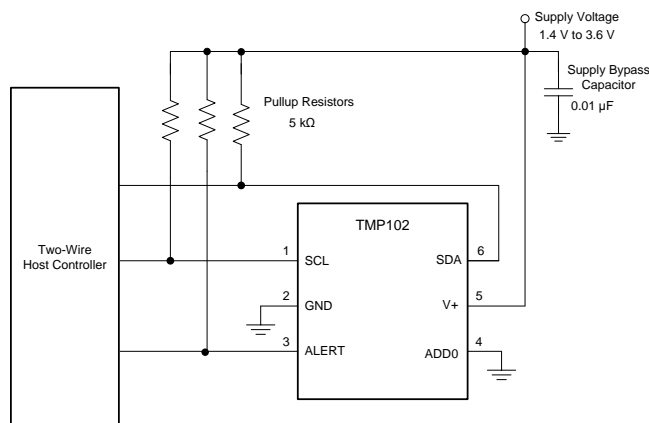 Supply Voltage
1.4 V to 3.6 V
Supply Bypass
Capacitor
0.01 µF
Pullup Resistors
5 kΩ
Two-Wire
Host Controller
TMP102
1
SCL
SDA
6
2
GND
V+
5
3
ALERT
ADD0
4